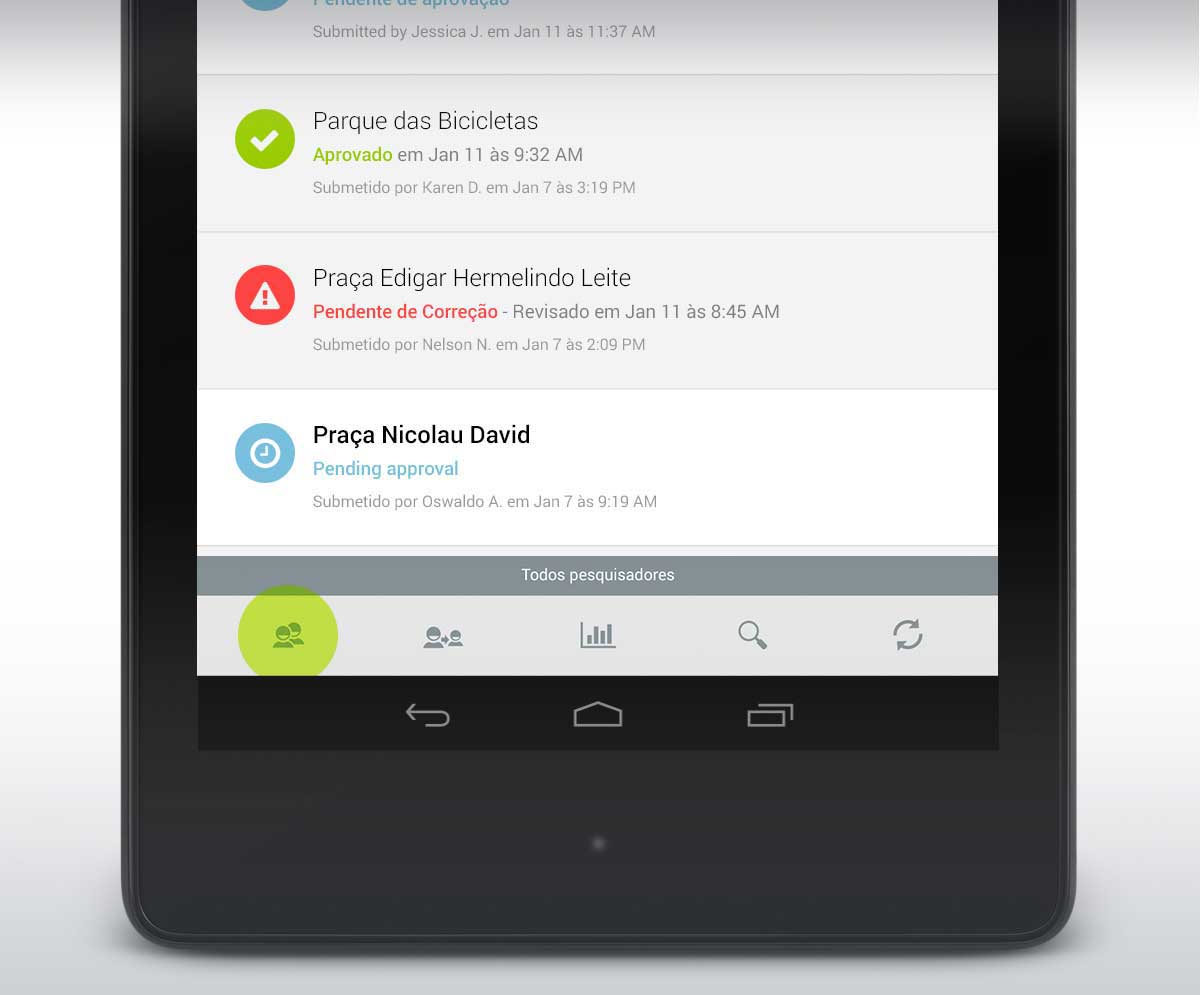 Pendente de aprovação
Submitted by Jessica J. em Jan 11 às 11:37 AM
Parque das Bicicletas
Aprovado em Jan 11 às 9:32 AM
Submetido por Karen D. em Jan 7 às 3:19 PM
Praça Edigar Hermelindo Leite
Pendente de Correção - Revisado em Jan 11 às 8:45 AM
Submetido por Nelson N. em Jan 7 às 2:09 PM
Praça Nicolau David
Pending approval
Submetido por Oswaldo A. em Jan 7 às 9:19 AM
Todos pesquisadores